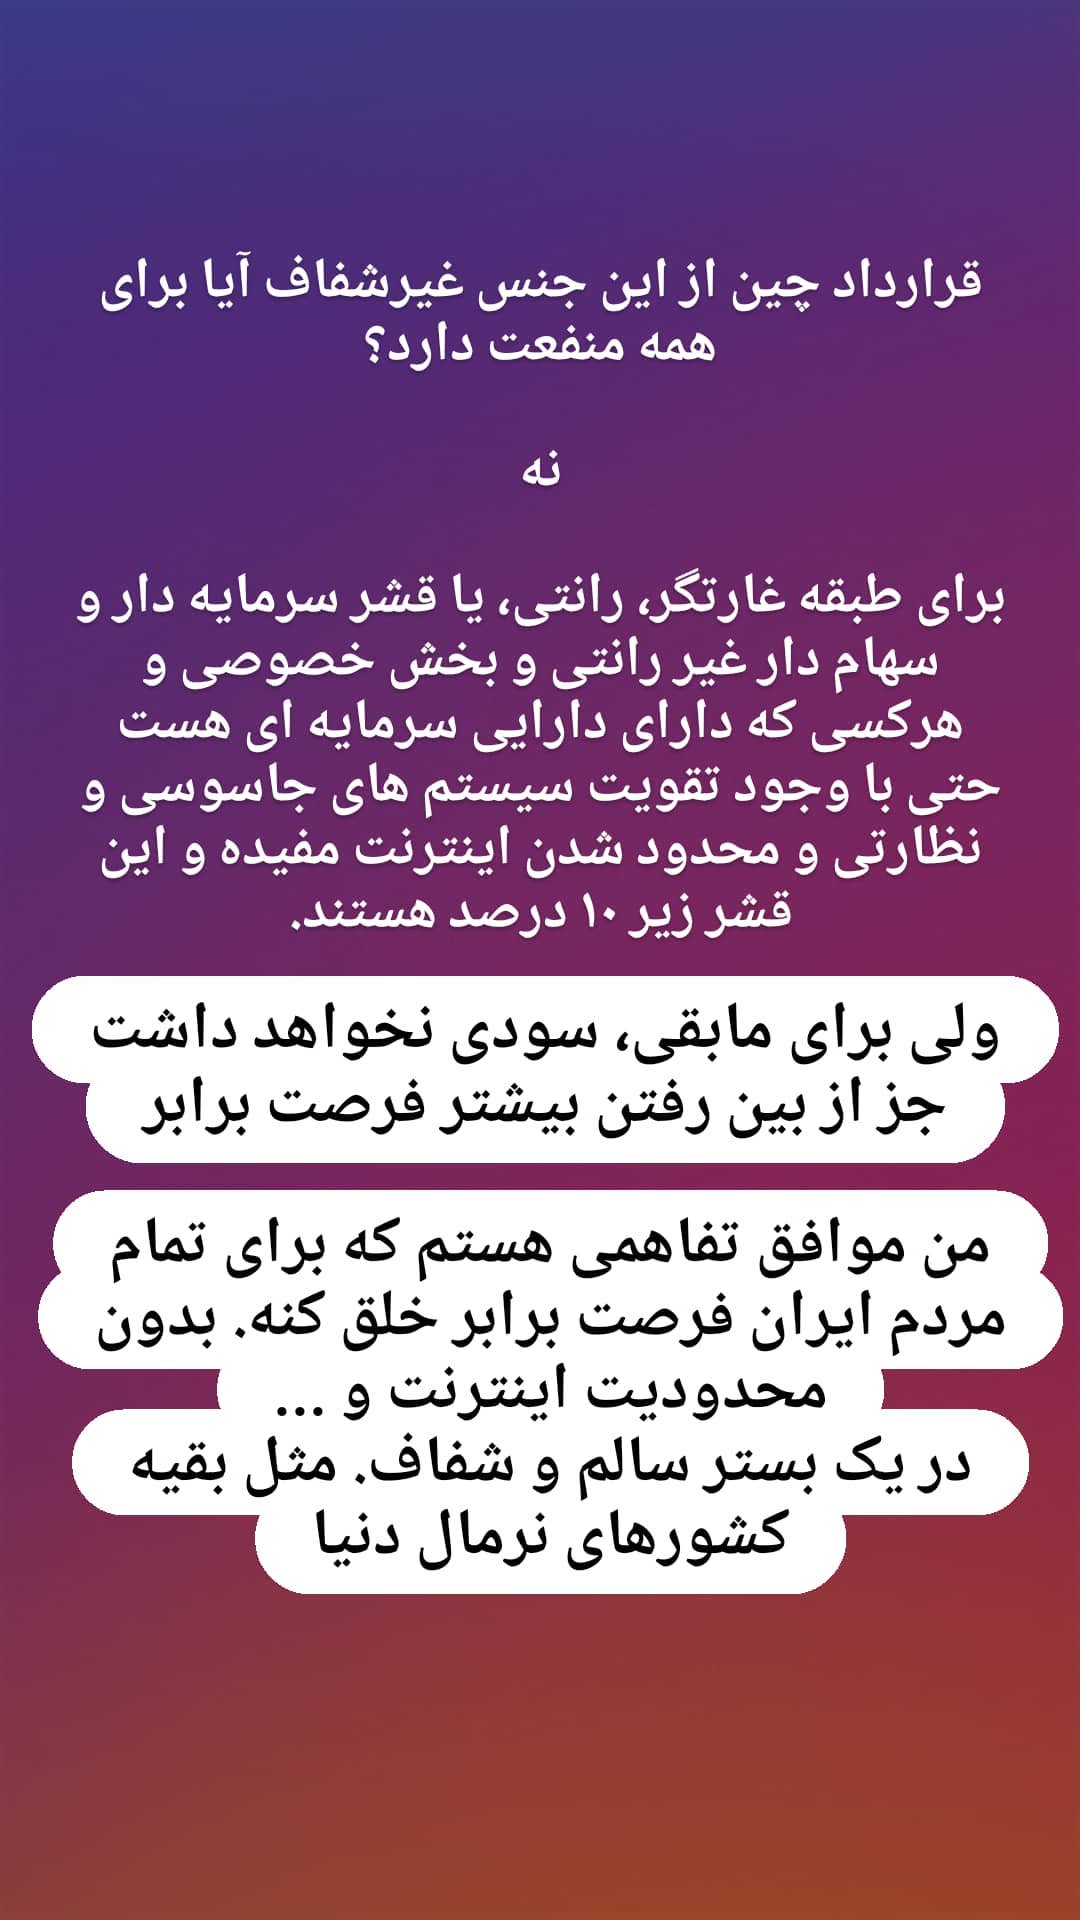 قرارداد چین از این جنس غیرشفاف آیا برای
همه منفعت دارد؟
نه
برای طبقه غارتگر، رانتی، یا قشر سرمایه دار و
سهام دار غیر رانتی و بخش خصوصی و
هرکسی که دارای دارایی سرمایه ای هست
حتی با وجود تقویت سیستم های جاسوسی و
نظارتی و محدود شدن اینترنت مفیده و این
قشر زیر ۱۰ درصد هستند.
ولی برای مابقی، سودی نخواهد داشت
جز از بین رفتن بیشتر فرصت برابر
من موافق تفاهمی هستم که برای تمام
مردم ایران فرصت برابر خلق کنه. بدون
محدودیت اینترنت و ...
در یک بستر سالم و شفاف. مثل بقیه
کشورهای نرمال دنیا